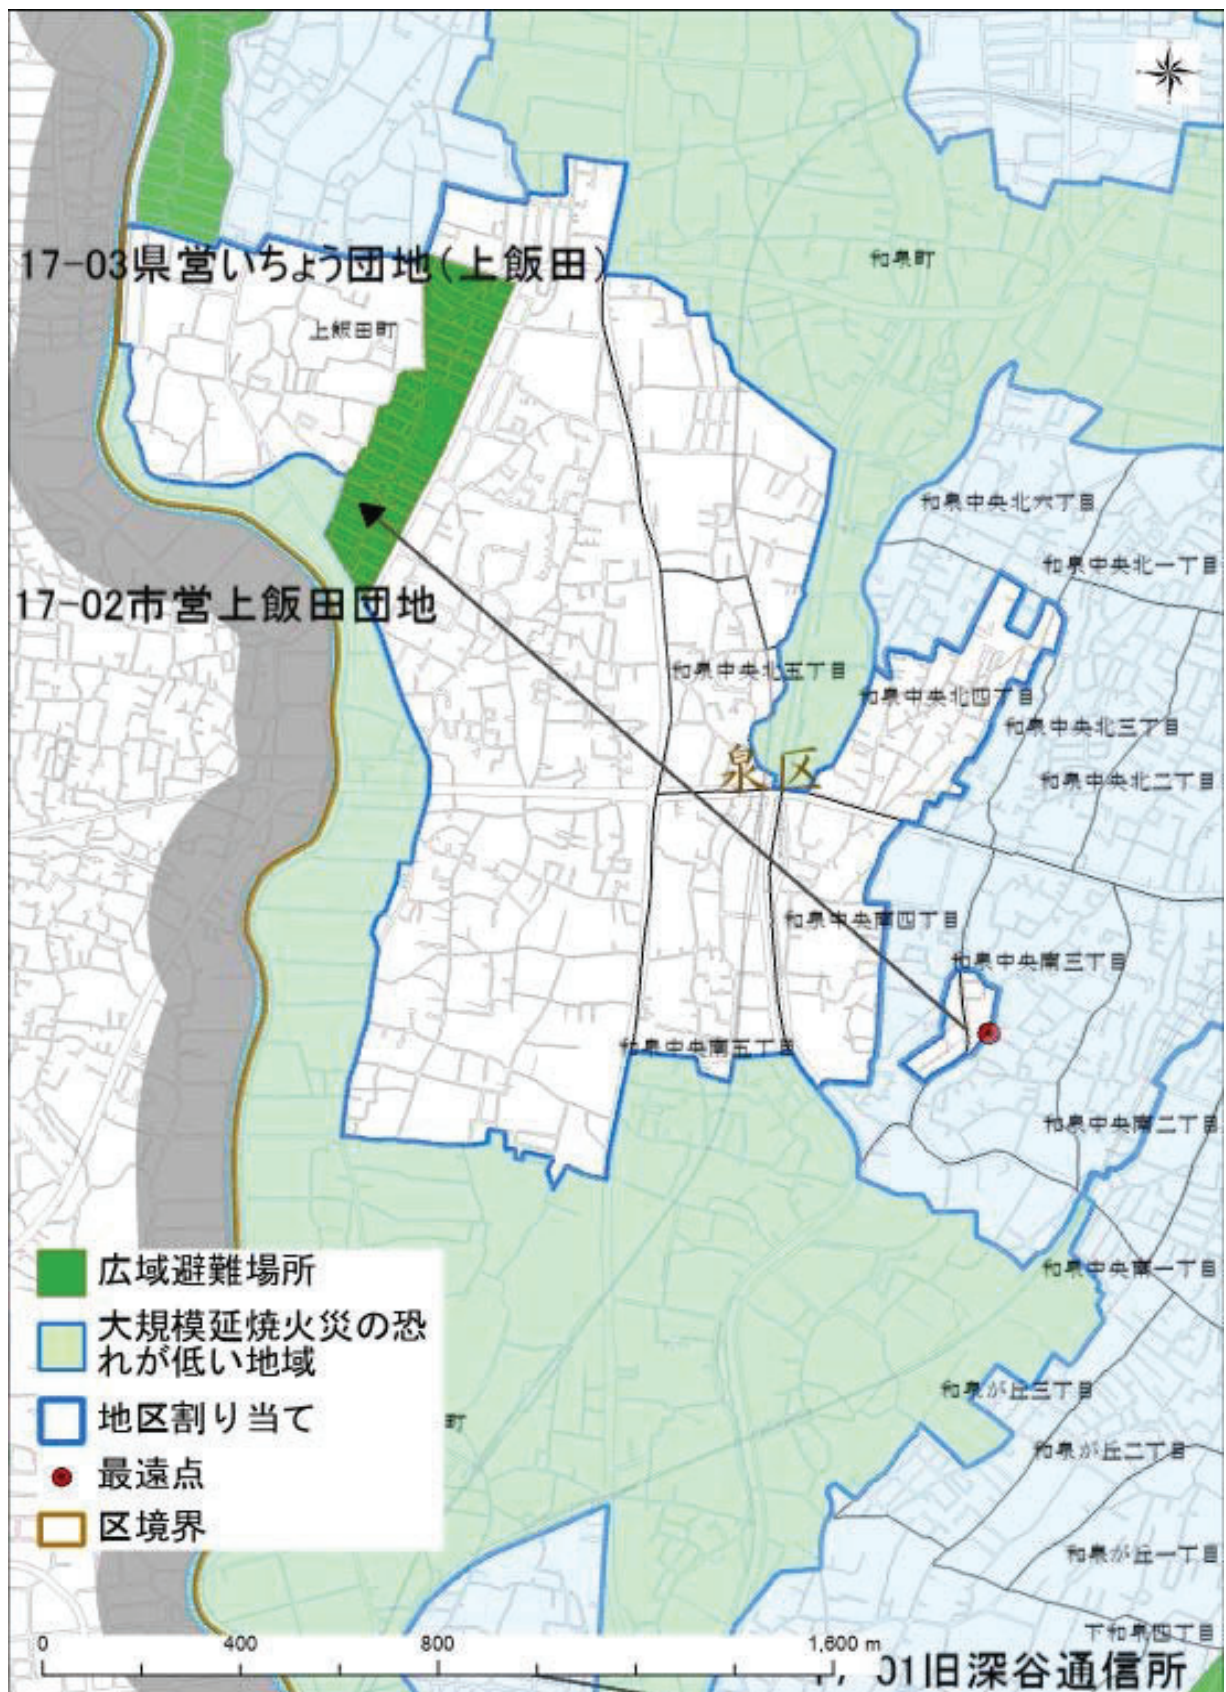 和泉町
17-03県営いちょう団地(上飯田)
上飯田町
和泉中央北六丁目
和泉中央北一丁目
17-02市営上飯田団地
和泉中央北五丁目
和泉中央北四丁目
和泉中央北三丁目
泉区
和泉中央北二丁目
和泉中央南四丁目
和泉中央南三丁目
和泉中央南五丁目
和泉中央南二丁目
和泉中央南一丁目
和泉が丘三丁目
町
和泉が丘二丁目
和泉が丘一丁目
下和泉四丁目
広域避難場所
大規模延焼火災の恐
れが低い地域
地区割り当て
最遠点
区境界
0 400 800 1,600 m
01旧深谷通信所